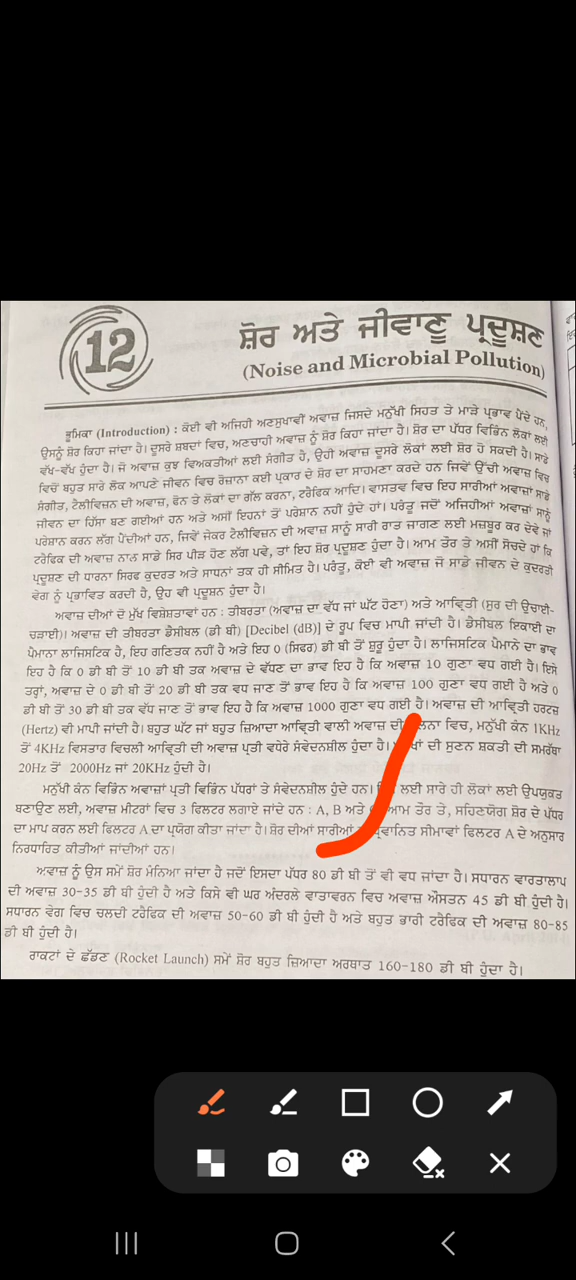 12
ਸ਼ੋਰ ਅਤੇ ਜੀਵਾਣੂ ਪ੍ਰਦੂਸ਼ਣ
(Noise and Microbial Pollution)
ਭੂਮਿਕਾ (Introduction) : ਕੋਈ ਵੀ ਅਜਿਹੀ ਅਣਸੁਖਾਵੀਂ ਅਵਾਜ਼ ਜਿਸਦੇ ਮਨੁੱਖੀ ਸਿਹਤ ਤੇ ਮਾੜੇ ਪ੍ਰਭਾਵ ਪੈਂਦੇ ਹਨ,
ਉਸਨੂੰ ਸ਼ੋਰ ਕਿਹਾ ਜਾਂਦਾ ਹੈ। ਦੂਸਰੇ ਸ਼ਬਦਾਂ ਵਿਚ, ਅਣਚਾਹੀ ਅਵਾਜ਼ ਨੂੰ ਸ਼ੋਰ ਕਿਹਾ ਜਾਂਦਾ ਹੈ। ਸ਼ੋਰ ਦਾ ਪੱਧਰ ਵਿਭਿੰਨ ਲੋਕਾਂ ਲਈ
ਵੱਖ-ਵੱਖ ਹੁੰਦਾ ਹੈ। ਜੋ ਅਵਾਜ਼ ਕੁਝ ਵਿਅਕਤੀਆਂ ਲਈ ਸੰਗੀਤ ਹੈ, ਉਹੀ ਅਵਾਜ਼ ਦੂਸਰੇ ਲੋਕਾਂ ਲਈ ਸ਼ੋਰ ਹੋ ਸਕਦੀ ਹੈ। ਸਾਡੇ
ਵਿਚੋਂ ਬਹੁਤ ਸਾਰੇ ਲੋਕ ਆਪਣੇ ਜੀਵਨ ਵਿਚ ਰੋਜ਼ਾਨਾ ਕਈ ਪ੍ਰਕਾਰ ਦੇ ਸ਼ੋਰ ਦਾ ਸਾਹਮਣਾ ਕਰਦੇ ਹਨ ਜਿਵੇਂ ਉੱਚੀ ਅਵਾਜ਼ ਵਿਚ
ਸੰਗੀਤ, ਟੈਲੀਵਿਜ਼ਨ ਦੀ ਅਵਾਜ਼, ਫੋਨ ਤੇ ਲੋਕਾਂ ਦਾ ਗੱਲ ਕਰਨਾ, ਟਰੈਫਿਕ ਆਦਿ। ਵਾਸਤਵ ਵਿਚ ਇਹ ਸਾਰੀਆਂ ਅਵਾਜ਼ਾਂ ਸਾਡੇ
ਜੀਵਨ ਦਾ ਹਿੱਸਾ ਬਣ ਗਈਆਂ ਹਨ ਅਤੇ ਅਸੀਂ ਇਹਨਾਂ ਤੋਂ ਪਰੇਸ਼ਾਨ ਨਹੀਂ ਹੁੰਦੇ ਹਾਂ। ਪਰੰਤੂ ਜਦੋਂ ਅਜਿਹੀਆਂ ਅਵਾਜ਼ਾਂ ਸਾਨੂੰ
ਪਰੇਸ਼ਾਨ ਕਰਨ ਲੱਗ ਪੈਂਦੀਆਂ ਹਨ, ਜਿਵੇਂ ਜੇਕਰ ਟੈਲੀਵਿਜ਼ਨ ਦੀ ਅਵਾਜ਼ ਸਾਨੂੰ ਸਾਰੀ ਰਾਤ ਜਾਗਣ ਲਈ ਮਜ਼ਬੂਰ ਕਰ ਦੇਵੇ ਜਾਂ
ਟਰੈਫਿਕ ਦੀ ਅਵਾਜ਼ ਨਾਲ ਸਾਡੇ ਸਿਰ ਪੀੜ ਹੋਣ ਲੱਗ ਪਵੇ, ਤਾਂ ਇਹ ਸ਼ੋਰ ਪ੍ਰਦੂਸ਼ਣ ਹੁੰਦਾ ਹੈ। ਆਮ ਤੌਰ ਤੇ ਅਸੀਂ ਸੋਚਦੇ ਹਾਂ ਕਿ
ਪ੍ਰਦੂਸ਼ਣ ਦੀ ਧਾਰਨਾ ਸਿਰਫ ਕੁਦਰਤ ਅਤੇ ਸਾਧਨਾਂ ਤਕ ਹੀ ਸੀਮਿਤ ਹੈ। ਪਰੰਤੂ, ਕੋਈ ਵੀ ਅਵਾਜ਼ ਜੋ ਸਾਡੇ ਜੀਵਨ ਦੇ ਕੁਦਰਤੀ
ਵੇਗ ਨੂੰ ਪ੍ਰਭਾਵਿਤ ਕਰਦੀ ਹੈ, ਉਹ ਵੀ ਪ੍ਰਦੂਸ਼ਨ ਹੁੰਦਾ ਹੈ।
ਅਵਾਜ਼ ਦੀਆਂ ਦੋ ਮੁੱਖ ਵਿਸ਼ੇਸ਼ਤਾਵਾਂ ਹਨ : ਤੀਬਰਤਾ (ਅਵਾਜ਼ ਦਾ ਵੱਧ ਜਾਂ ਘੱਟ ਹੋਣਾ) ਅਤੇ ਆਵ੍ਰਿਤੀ (ਸੁਰ ਦੀ ਉਚਾਈ-
ਚੜਾਈ)। ਅਵਾਜ਼ ਦੀ ਤੀਬਰਤਾ ਡੈਸੀਬਲ (ਡੀ ਬੀ) [Decibel (dB)] ਦੇ ਰੂਪ ਵਿਚ ਮਾਪੀ ਜਾਂਦੀ ਹੈ। ਡੈਸੀਬਲ ਇਕਾਈ ਦਾ
ਪੈਮਾਨਾ ਲਾਜਿਸਟਿਕ ਹੈ, ਇਹ ਗਣਿਤਕ ਨਹੀਂ ਹੈ ਅਤੇ ਇਹ 0 (ਸਿਫਰ) ਡੀ ਬੀ ਤੋਂ ਸ਼ੁਰੂ ਹੁੰਦਾ ਹੈ। ਲਾਜਿਸਟਿਕ ਪੈਮਾਨੇ ਦਾ ਭਾਵ
ਇਹ ਹੈ ਕਿ 0 ਡੀ ਬੀ ਤੋਂ 10 ਡੀ ਬੀ ਤਕ ਅਵਾਜ਼ ਦੇ ਵੱਧਣ ਦਾ ਭਾਵ ਇਹ ਹੈ ਕਿ ਅਵਾਜ਼ 10 ਗੁਣਾ ਵਧ ਗਈ ਹੈ। ਇਸੇ
ਤਰ੍ਹਾਂ, ਅਵਾਜ਼ ਦੇ 0 ਡੀ ਬੀ ਤੋਂ 20 ਡੀ ਬੀ ਤਕ ਵਧ ਜਾਣ ਤੋਂ ਭਾਵ ਇਹ ਹੈ ਕਿ ਅਵਾਜ਼ 100 ਗੁਣਾ ਵਧ ਗਈ ਹੈ ਅਤੇ 0
ਡੀ ਬੀ ਤੋਂ 30 ਡੀ ਬੀ ਤਕ ਵੱਧ ਜਾਣ ਤੋਂ ਭਾਵ ਇਹ ਹੈ ਕਿ ਅਵਾਜ਼ 1000 ਗੁਣਾ ਵਧ ਗਈ ਹੈ। ਅਵਾਜ਼ ਦੀ ਆਵ੍ਰਿਤੀ ਹਰਟਜ਼
(Hertz) ਵੀ ਮਾਪੀ ਜਾਂਦੀ ਹੈ। ਬਹੁਤ ਘੱਟ ਜਾਂ ਬਹੁਤ ਜ਼ਿਆਦਾ ਆਵ੍ਰਿਤੀ ਵਾਲੀ ਅਵਾਜ਼ ਦੀ ਵਿਚ, ਮਨੁੱਖੀ ਕੰਨ 1KHz
ਤੋਂ 4KHz ਵਿਸਤਾਰ ਵਿਚਲੀ ਆਵ੍ਰਿਤੀ ਦੀ ਅਵਾਜ਼ ਪ੍ਰਤੀ ਵਧੇਰੇ ਸੰਵੇਦਨਸ਼ੀਲ ਹੁੰਦਾ ਹੈ। ਦੀ ਸੁਣਨ ਸ਼ਕਤੀ ਦੀ ਸਮਰੱਥਾ
20Hz ਤੋਂ 2000Hz ਜਾਂ 20KHz ਹੁੰਦੀ ਹੈ।
ਮਨੁੱਖੀ ਕੰਨ ਵਿਭਿੰਨ ਅਵਾਜ਼ਾਂ ਪ੍ਰਤੀ ਵਿਭਿੰਨ ਪੱਧਰਾਂ ਤੇ ਸੰਵੇਦਨਸ਼ੀਲ ਹੁੰਦੇ ਹਨ। ਲਈ ਸਾਰੇ ਹੀ ਲੋਕਾਂ ਲਈ ਉਪਯੁਕਤ
ਬਣਾਉਣ ਲਈ, ਅਵਾਜ਼ ਮੀਟਰਾਂ ਵਿਚ 3 ਫਿਲਟਰ ਲਗਾਏ ਜਾਂਦੇ ਹਨ : A, B ਅਤੇ ਆਮ ਤੌਰ ਤੇ, ਸਹਿਣਯੋਗ ਸ਼ੋਰ ਦੇ ਪੱਧਰ
ਦਾ ਮਾਪ ਕਰਨ ਲਈ ਫਿਲਟਰ A ਦਾ ਪ੍ਰਯੋਗ ਕੀਤਾ ਜਾਂਦਾ ਹੈ। ਸ਼ੋਰ ਦੀਆਂ ਸਾਰੀਆਂ ਸੀਮਾਵਾਂ ਫਿਲਟਰ A ਦੇ ਅਨੁਸਾਰ
ਨਿਰਧਾਰਿਤ ਕੀਤੀਆਂ ਜਾਂਦੀਆਂ ਹਨ।
ਅਵਾਜ਼ ਨੂੰ ਉਸ ਸਮੇਂ ਸ਼ੋਰ ਮੰਨਿਆ ਜਾਂਦਾ ਹੈ ਜਦੋਂ ਇਸਦਾ ਪੱਧਰ 80 ਡੀ ਬੀ ਤੋਂ ਵੀ ਵਧ ਜਾਂਦਾ ਹੈ। ਸਧਾਰਨ ਵਾਰਤਾਲਾਪ
ਦੀ ਅਵਾਜ਼ 30-35 ਡੀ ਬੀ ਹੁੰਦੀ ਹੈ ਅਤੇ ਕਿਸੇ ਵੀ ਘਰ ਅੰਦਰਲੇ ਵਾਤਾਵਰਨ ਵਿਚ ਅਵਾਜ਼ ਔਸਤਨ 45 ਡੀ ਬੀ ਹੁੰਦੀ ਹੈ।
ਸਧਾਰਨ ਵੇਗ ਵਿਚ ਚਲਦੀ ਟਰੈਫਿਕ ਦੀ ਅਵਾਜ਼ 50-60 ਡੀ ਬੀ ਹੁੰਦੀ ਹੈ ਅਤੇ ਬਹੁਤ ਭਾਰੀ ਟਰੈਫਿਕ ਦੀ ਅਵਾਜ਼ 80-85
ਡੀ ਬੀ ਹੁੰਦੀ ਹੈ।
ਰਾਕਟਾਂ ਦੇ ਛੱਡਣ (Rocket Launch) ਸਮੇਂ ਸ਼ੋਰ ਬਹੁਤ ਜ਼ਿਆਦਾ ਅਰਥਾਤ 160-180 ਡੀ ਬੀ ਹੁੰਦਾ ਹੈ।